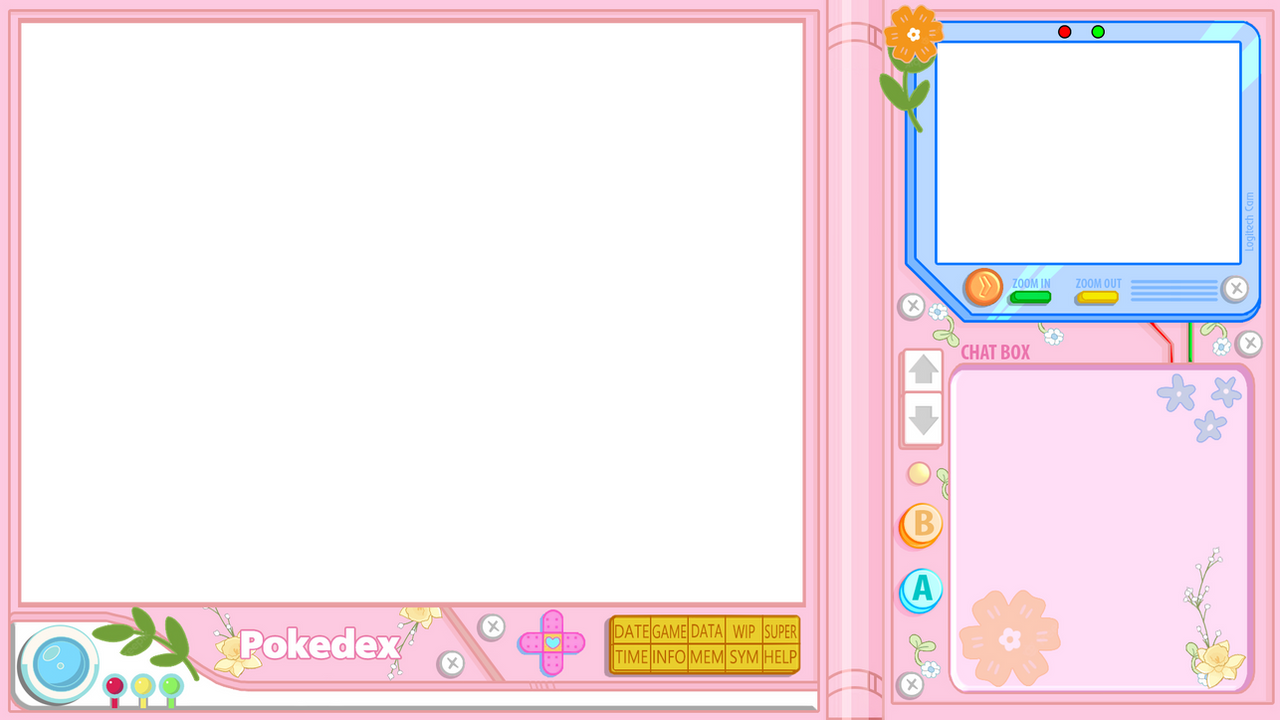 Logitech Cam
ZOOM IN ZOOM OUT
CHAT BOX
B
A
Pokedex
DATE GAME DATA WIP SUPER
TIME INFO MEM SYM HELP